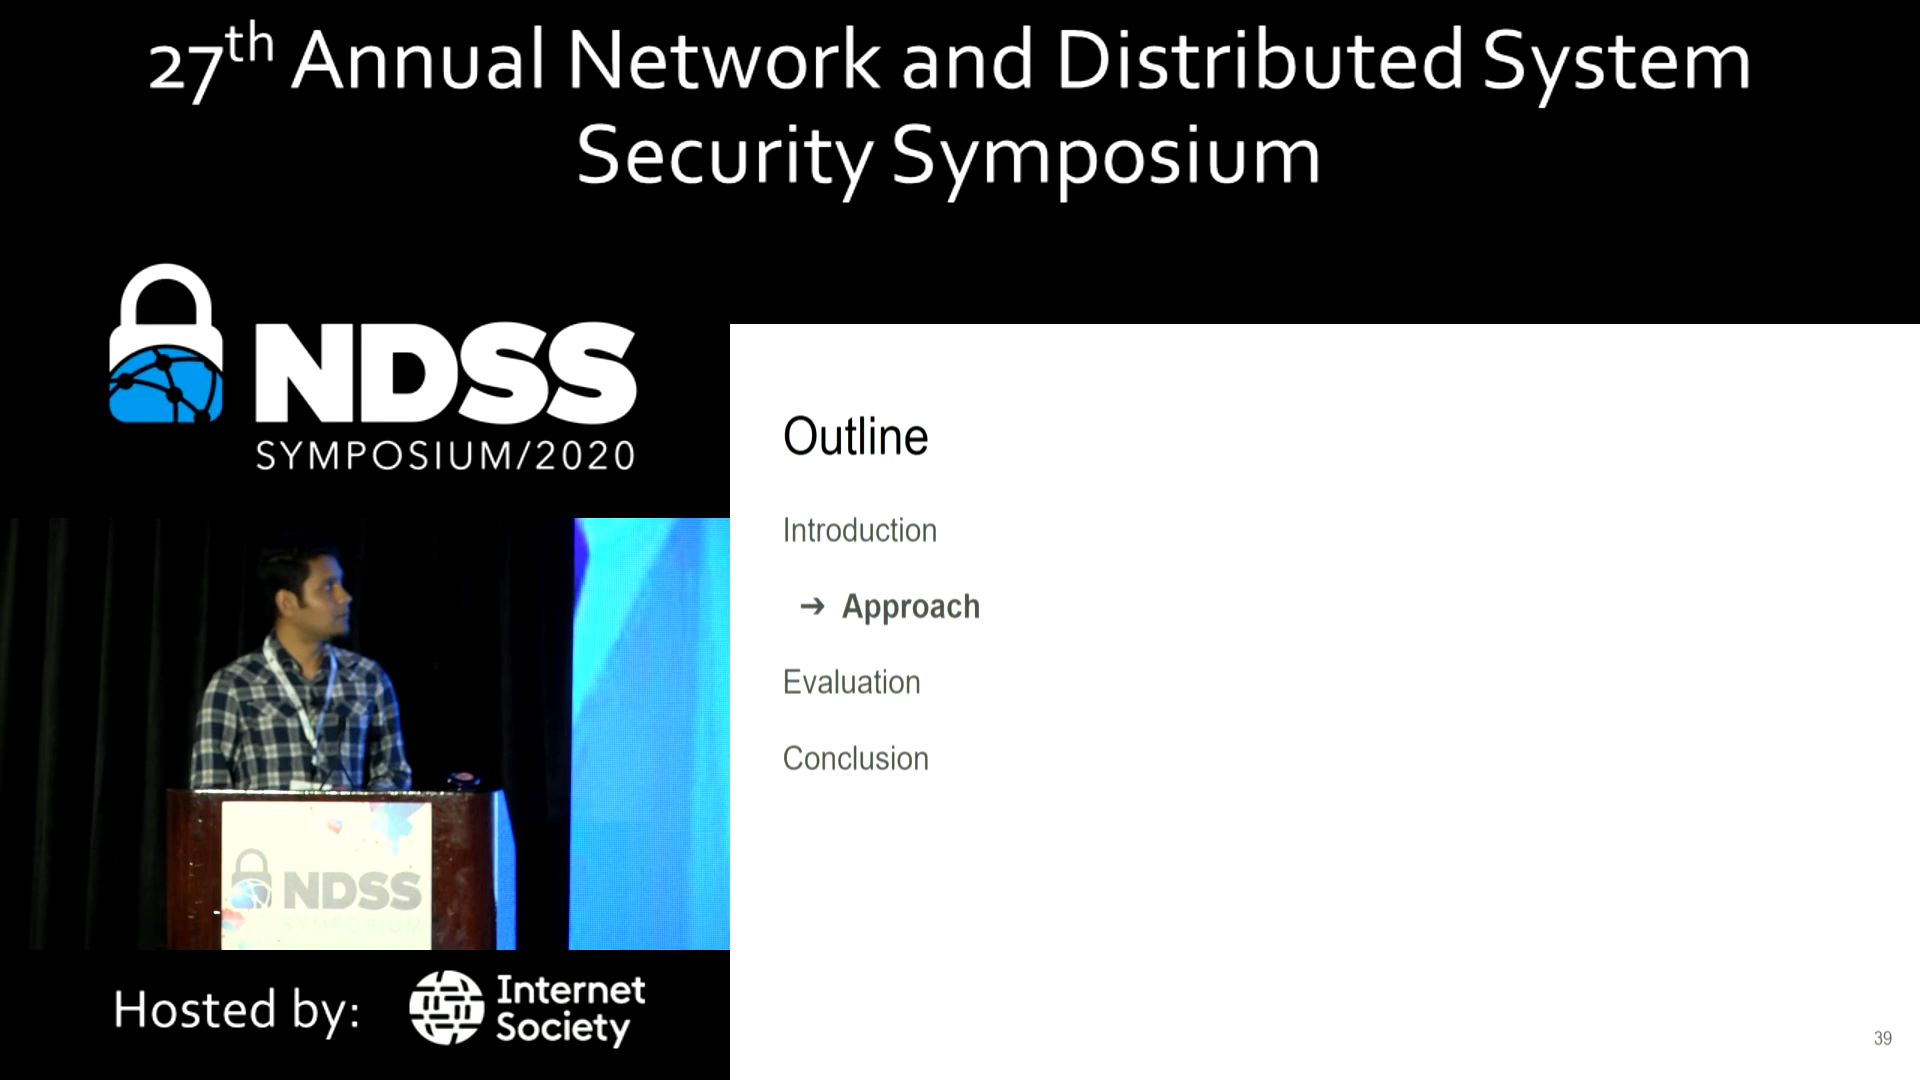 27th Annual Network and Distributed System
Security Symposium
NDSS
SYMPOSIUM/2020
Outline
Introduction
➔ Approach
Evaluation
Conclusion
NDSS
SYMPOSIUM
Hosted by:
Internet
Society
39